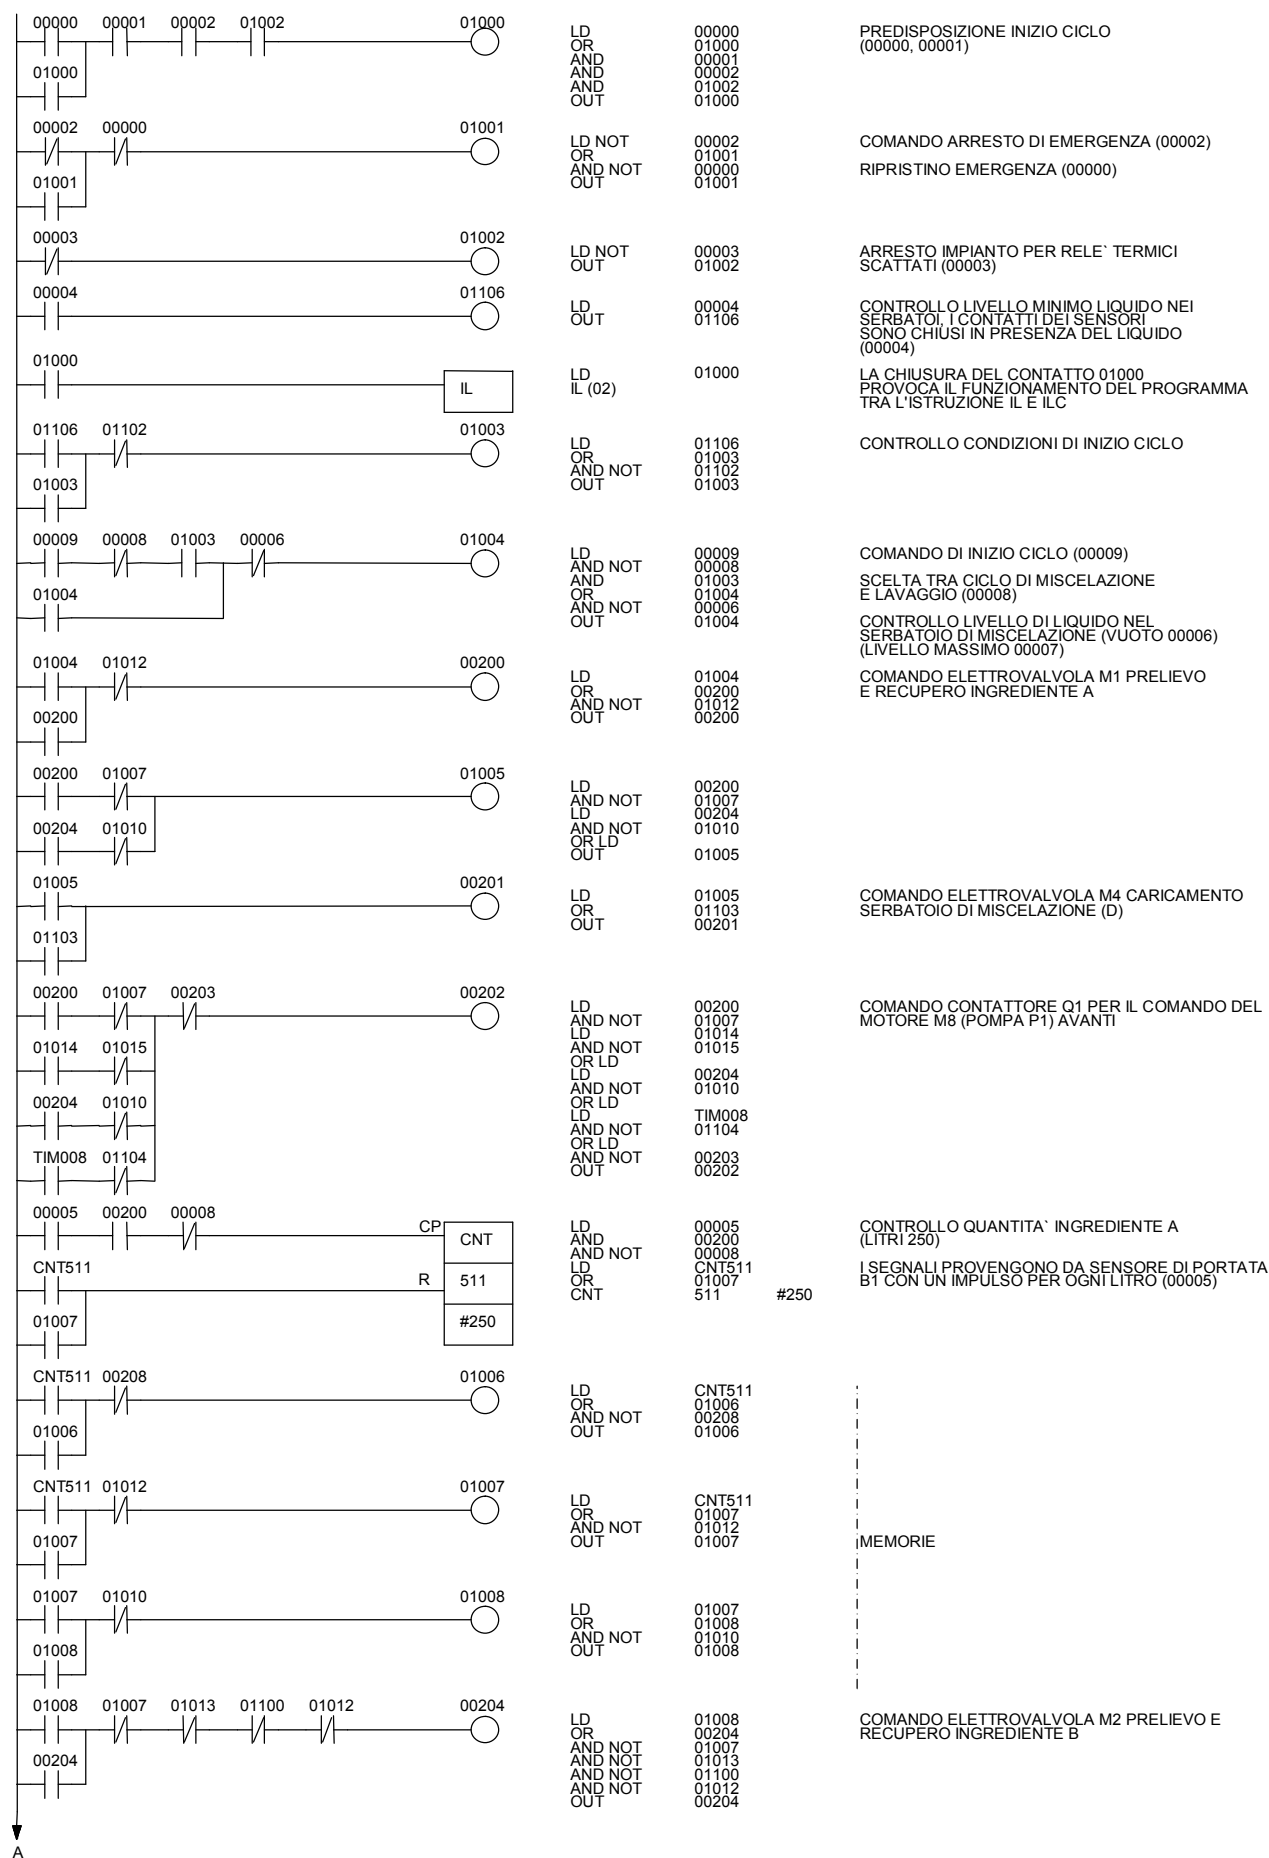 00000 00001 00002 01002 01000
01000
LD 00000 PREDISPOSIZIONE INIZIO CICLO
OR 01000 (00000, 00001)
AND 00001
AND 00002
AND 01002
OUT 01000
00002 00000 01001
01001
LD NOT 00002 COMANDO ARRESTO DI EMERGENZA (00002)
OR 01001
AND NOT 00000 RIPRISTINO EMERGENZA (00000)
OUT 01001
00003 01002
LD NOT 00003 ARRESTO IMPIANTO PER RELE` TERMICI
OUT 01002 SCATTATI (00003)
00004 01106
LD 00004 CONTROLLO LIVELLO MINIMO LIQUIDO NEI
OUT 01106 SERBATOI, I CONTATTI DEI SENSORI
SONO CHIUSI IN PRESENZA DEL LIQUIDO
(00004)
01000
IL
LD 01000 LA CHIUSURA DEL CONTATTO 01000
IL (02) PROVOCA IL FUNZIONAMENTO DEL PROGRAMMA
TRA L'ISTRUZIONE IL E ILC
01106 01102 01003
01003
LD 01106 CONTROLLO CONDIZIONI DI INIZIO CICLO
OR 01003
AND NOT 01102
OUT 01003
00009 00008 01003 00006 01004
01004
LD 00009 COMANDO DI INIZIO CICLO (00009)
AND NOT 00008
AND 01003 SCELTA TRA CICLO DI MISCELAZIONE
OR 01004 E LAVAGGIO (00008)
AND NOT 00006
OUT 01004 CONTROLLO LIVELLO DI LIQUIDO NEL
SERBATOIO DI MISCELAZIONE (VUOTO 00006)
(LIVELLO MASSIMO 00007)
01004 01012 00200
00200
LD 01004 COMANDO ELETTROVALVOLA M1 PRELIEVO
OR 00200 E RECUPERO INGREDIENTE A
AND NOT 01012
OUT 00200
00200 01007 01005
00204 01010
LD 00200
AND NOT 01007
LD 00204
AND NOT 01010
OR LD
OUT 01005
01005 00201
01103
LD 01005 COMANDO ELETTROVALVOLA M4 CARICAMENTO
OR 01103 SERBATOIO DI MISCELAZIONE (D)
OUT 00201
00200 01007 00203 00202
01014 01015
00204 01010
TIM008 01104
LD 00200 COMANDO CONTATTORE Q1 PER IL COMANDO DEL
AND NOT 01007 MOTORE M8 (POMPA P1) AVANTI
LD 01014
AND NOT 01015
OR LD
LD 00204
AND NOT 01010
OR LD
LD TIM008
AND NOT 01104
OR LD
AND NOT 00203
OUT 00202
00005 00200 00008 CP CNT
CNT511 R 511
01007 #250
LD 00005 CONTROLLO QUANTITA` INGREDIENTE A
AND 00200 (LITRI 250)
AND NOT 00008
LD CNT511 I SEGNALI PROVENGONO DA SENSORE DI PORTATA
OR 01007 B1 CON UN IMPULSO PER OGNI LITRO (00005)
CNT 511 #250
CNT511 00208 01006
01006
LD CNT511
OR 01006
AND NOT 00208
OUT 01006
CNT511 01012 01007
01007
LD CNT511
OR 01007
AND NOT 01012
OUT 01007 MEMORIE
01007 01010 01008
01008
LD 01007
OR 01008
AND NOT 01010
OUT 01008
01008 01007 01013 01100 01012 00204
00204
LD 01008 COMANDO ELETTROVALVOLA M2 PRELIEVO E
OR 00204 RECUPERO INGREDIENTE B
AND NOT 01007
AND NOT 01013
AND NOT 01100
AND NOT 01012
OUT 00204
A